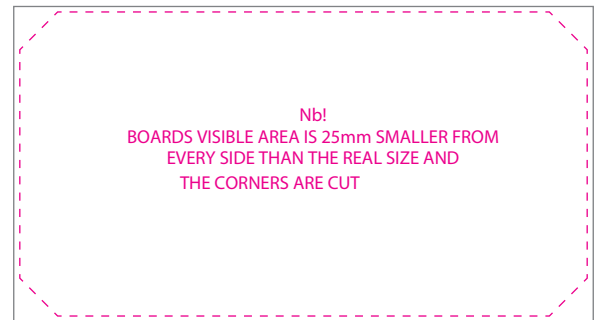 Nb!
BOARDS VISIBLE AREA IS 25mm SMALLER FROM
EVERY SIDE THAN THE REAL SIZE AND
THE CORNERS ARE CUT